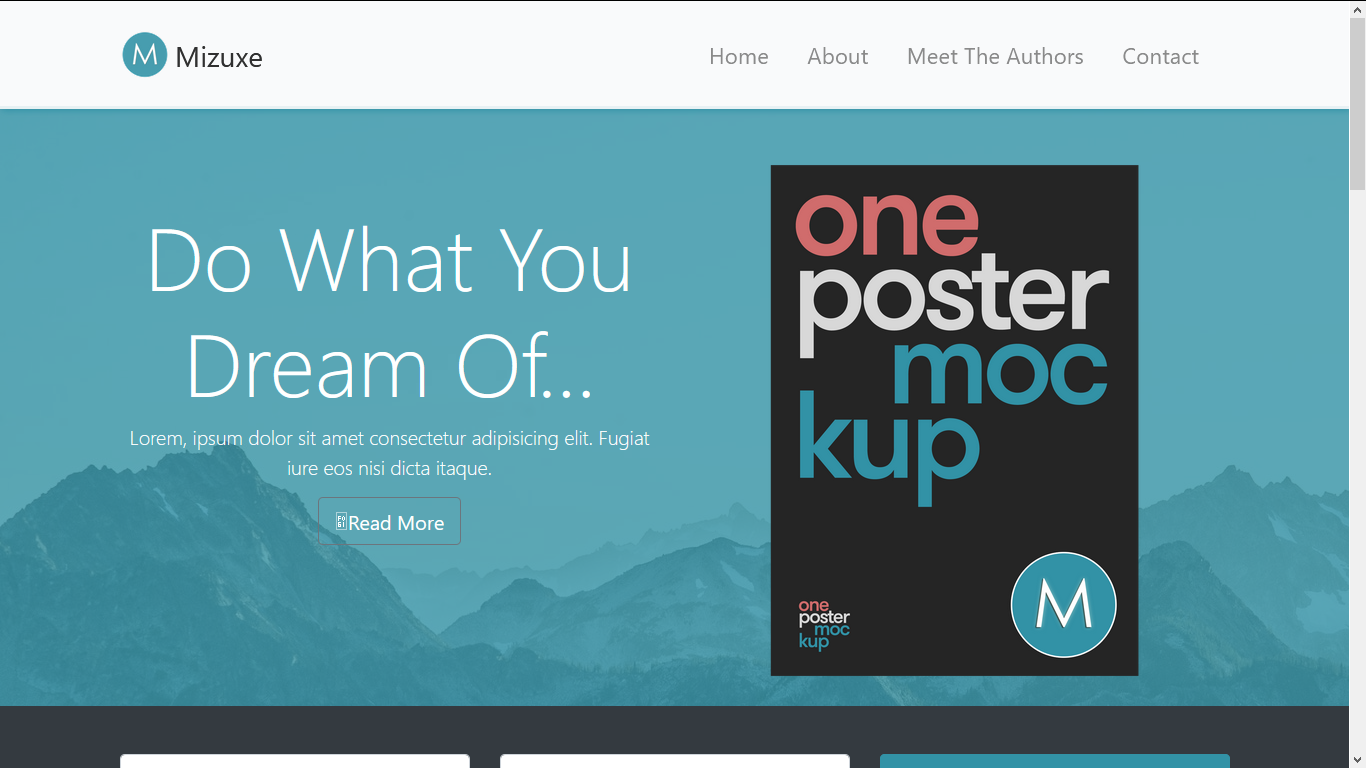 M Mizuxe
Home About Meet The Authors Contact
Do What You
Dream Of...
Lorem, ipsum dolor sit amet consectetur adipisicing elit. Fugiat
iure eos nisi dicta itaque.
Read More
one
poster
moc
kup
one
poster
moc
kup
M